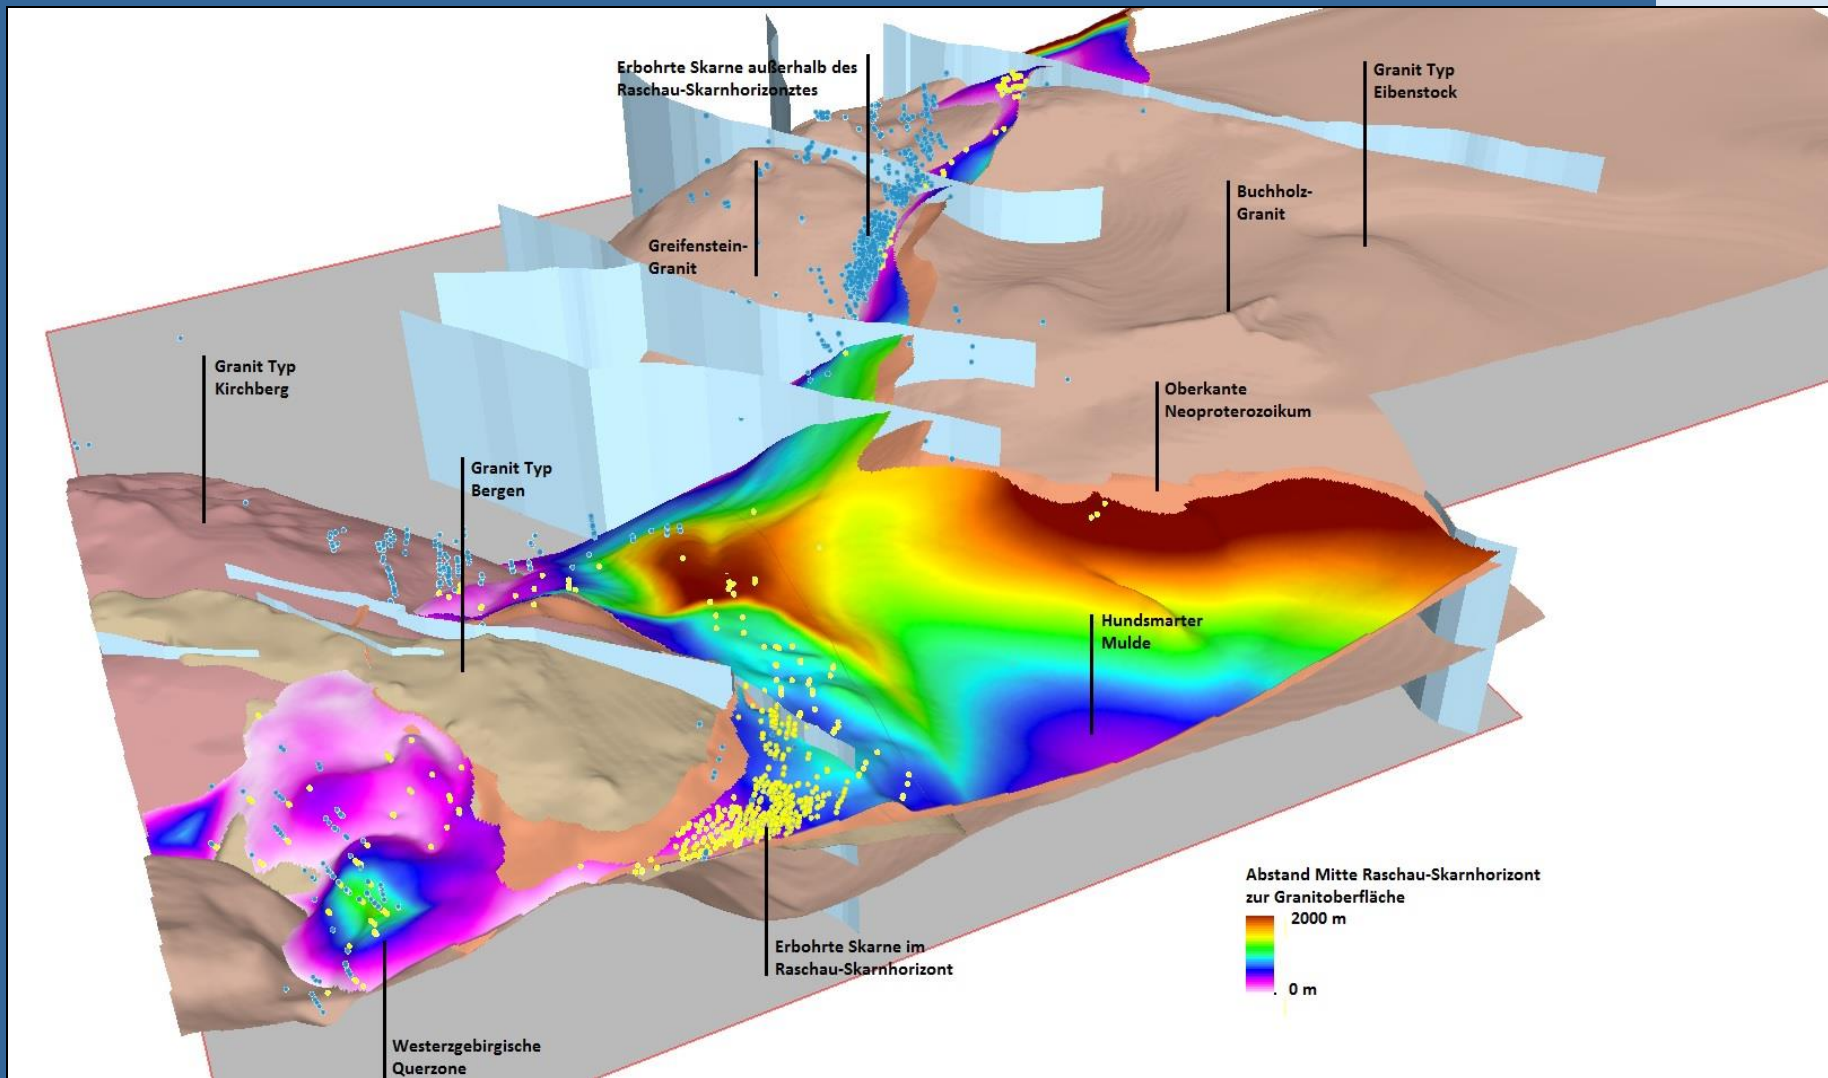 Erbohrte Skarne außerhalb des
Raschau-Skarnhorizonztes
Granit Typ
Eibenstock
Buchholz-
Granit
Greifenstein-
Granit
Granit Typ
Kirchberg
Oberkante
Neoproterozoikum
Granit Typ
Bergen
Hundsmarter
Mulde
Abstand Mitte Raschau-Skarnhorizont
zur Granitoberfläche
2000 m
0 m
Erbohrte Skarne im
Raschau-Skarnhorizont
Westerzgebirgische
Querzone